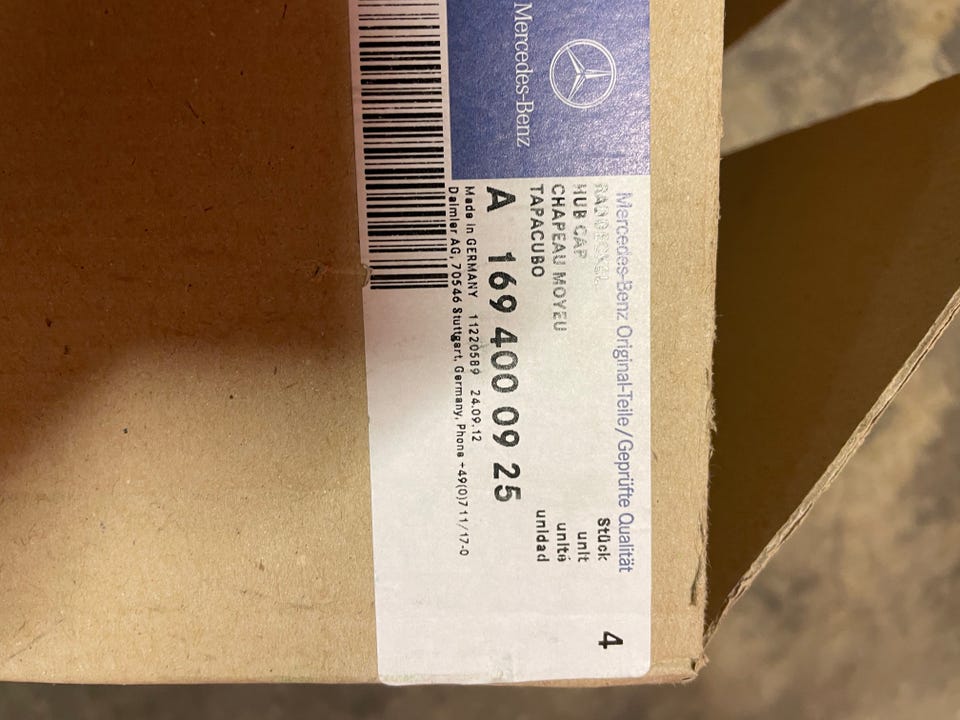 Mercedes-Benz
Mercedes-Benz Original-Teile/Geprüfte Qualität
RADDECKEL Stück 4
HUB CAP unit
CHAPEAU MOYEU unité
TAPACUBO unidad
A 169 400 09 25
Made in GERMANY 11220589 24.09.12
Daimler AG, 70546 Stuttgart, Germany, Phone +49(0)711/17-0